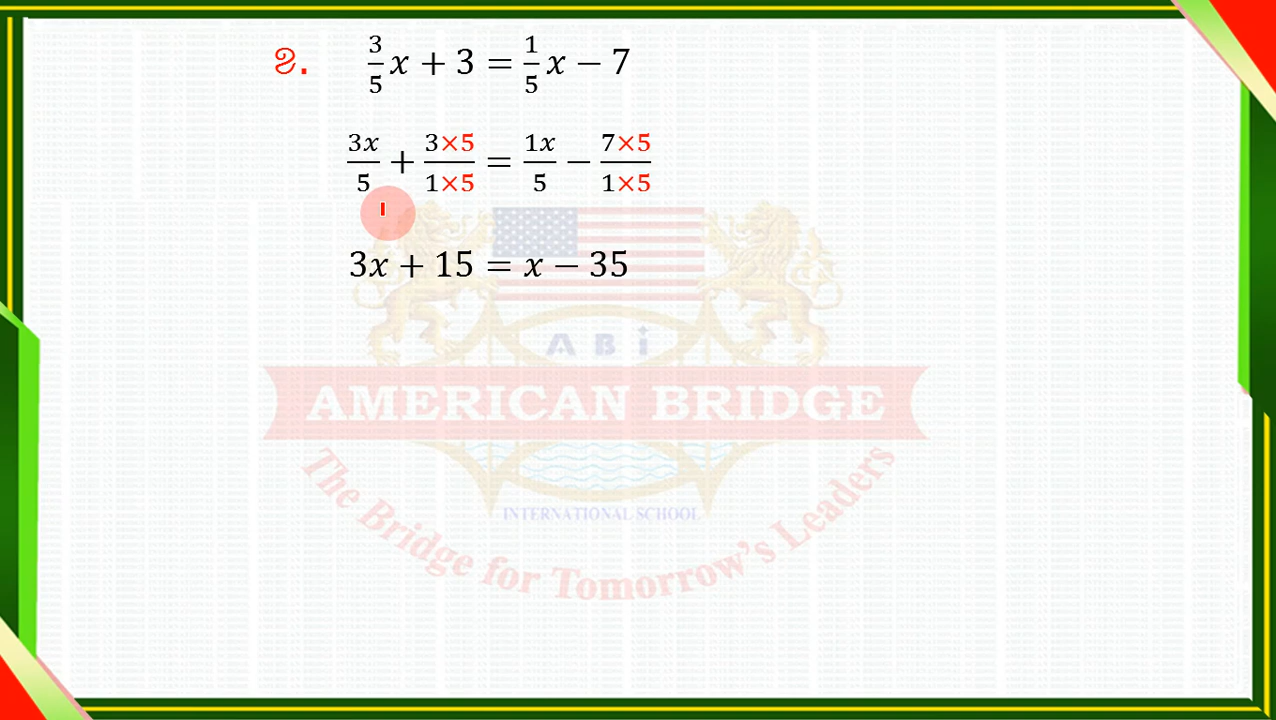 ខ. 3/5 x + 3 = 1/5 x − 7
3x/5 + 3×5/1×5 = 1x/5 − 7×5/1×5
3x + 15 = x − 35
ABi
AMERICAN BRIDGE
INTERNATIONAL SCHOOL
The Bridge for Tomorrow's Leaders